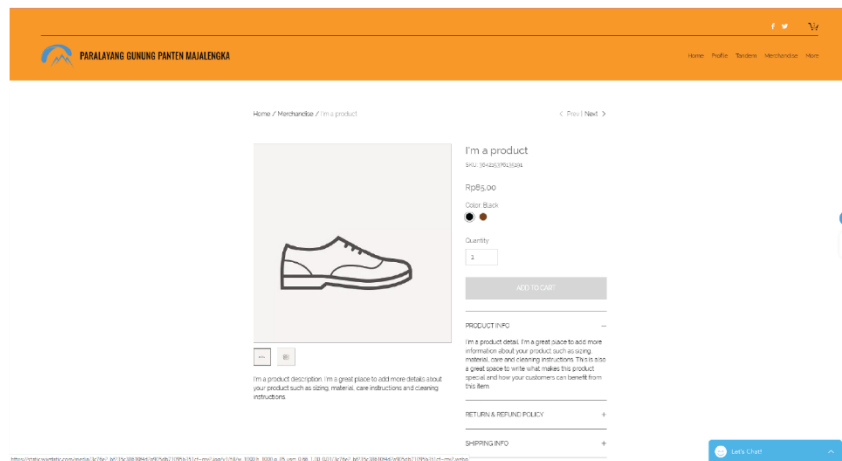 PARALAYANG GUNUNG PANTEN MAJALENGKA
Home Profile Tandem Merchandise More
Home / Merchandise / I'm a product
< Prev | Next >
I'm a product
Rp85.00
Color: Black
Quantity
ADD TO CART
PRODUCT INFO
I'm a product detail. I'm a great place to add more
information about your product such as sizing,
material, care and cleaning instructions. This is also
a great space to write what makes this product
special and how your customers can benefit from
this item.
I'm a product description. I'm a great place to add more details about
your product such as sizing, material, care instructions and cleaning
instructions.
RETURN & REFUND POLICY
SHIPPING INFO
Let's Chat!